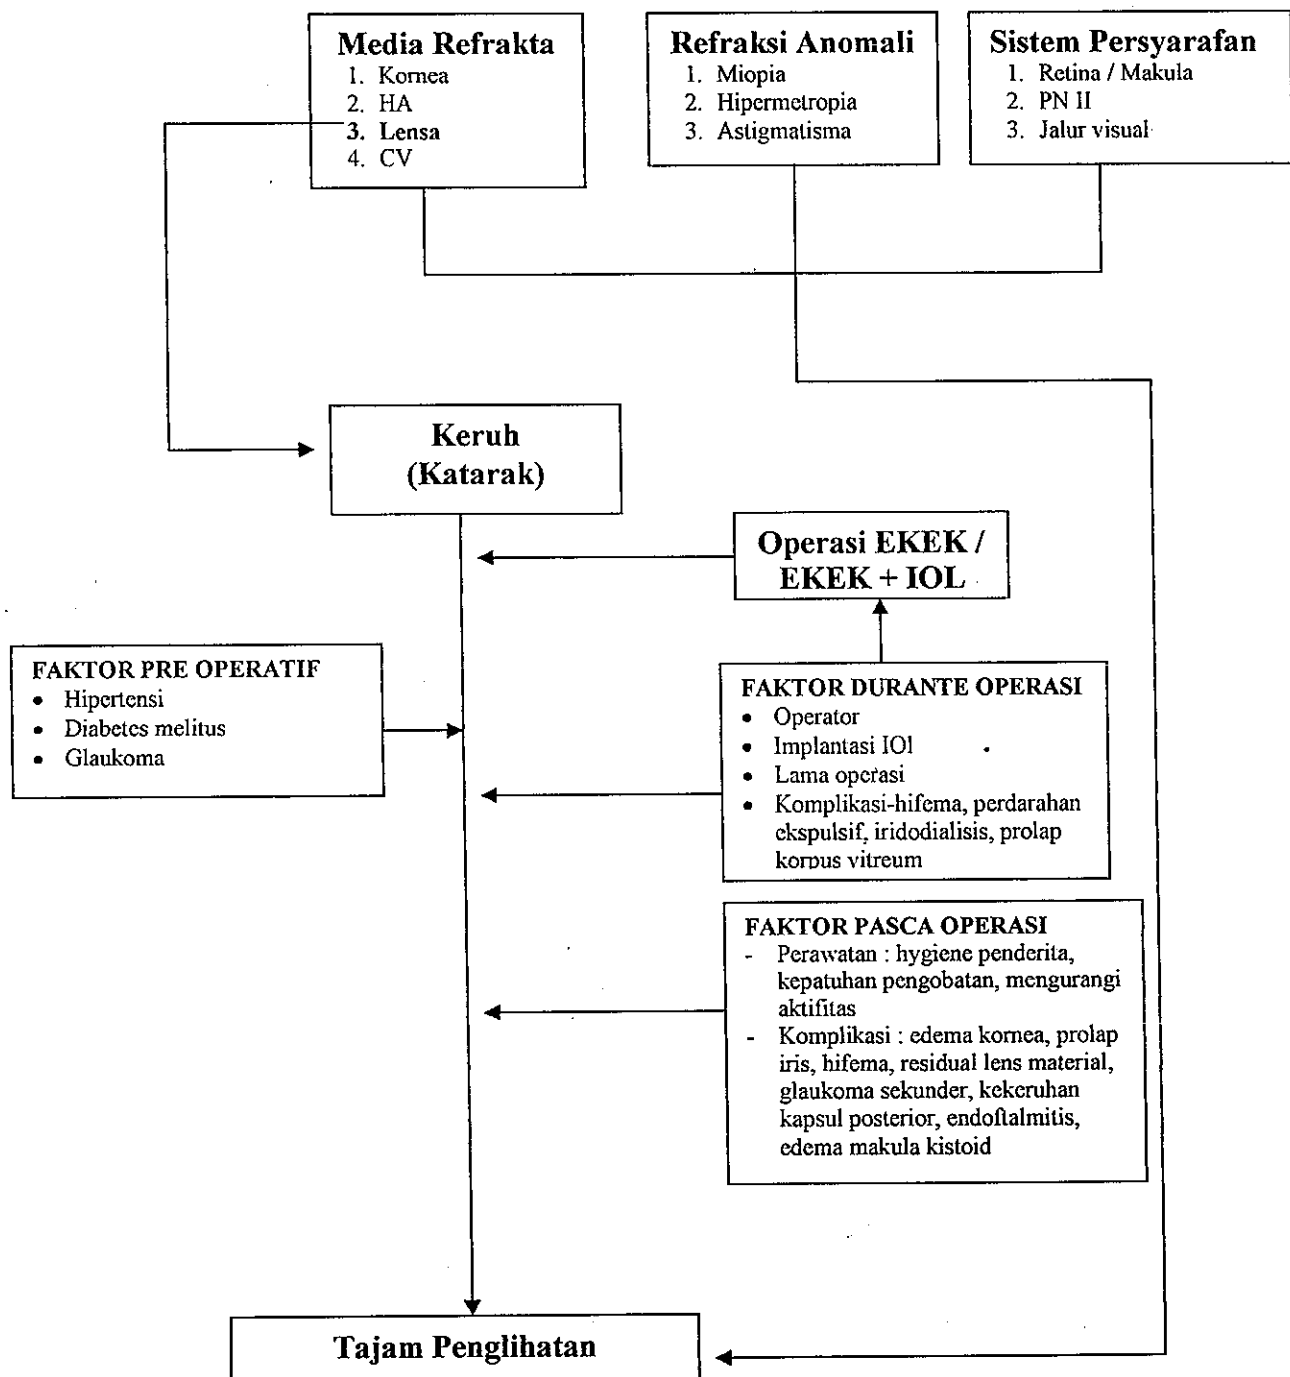 Media Refrakta
1. Kornea
2. HA
3. Lensa
4. CV
Refraksi Anomali
1. Miopia
2. Hipermetropia
3. Astigmatisma
Sistem Persyarafan
1. Retina / Makula
2. PN II
3. Jalur visual
Keruh
(Katarak)
Operasi EKEK /
EKEK + IOL
FAKTOR PRE OPERATIF
• Hipertensi
• Diabetes melitus
• Glaukoma
FAKTOR DURANTE OPERASI
• Operator
• Implantasi IOl
• Lama operasi
• Komplikasi-hifema, perdarahan
ekspulsif, iridodialisis, prolap
korpus vitreum
FAKTOR PASCA OPERASI
- Perawatan : hygiene penderita,
kepatuhan pengobatan, mengurangi
aktifitas
- Komplikasi : edema kornea, prolap
iris, hifema, residual lens material,
glaukoma sekunder, kekeruhan
kapsul posterior, endoftalmitis,
edema makula kistoid
Tajam Penglihatan